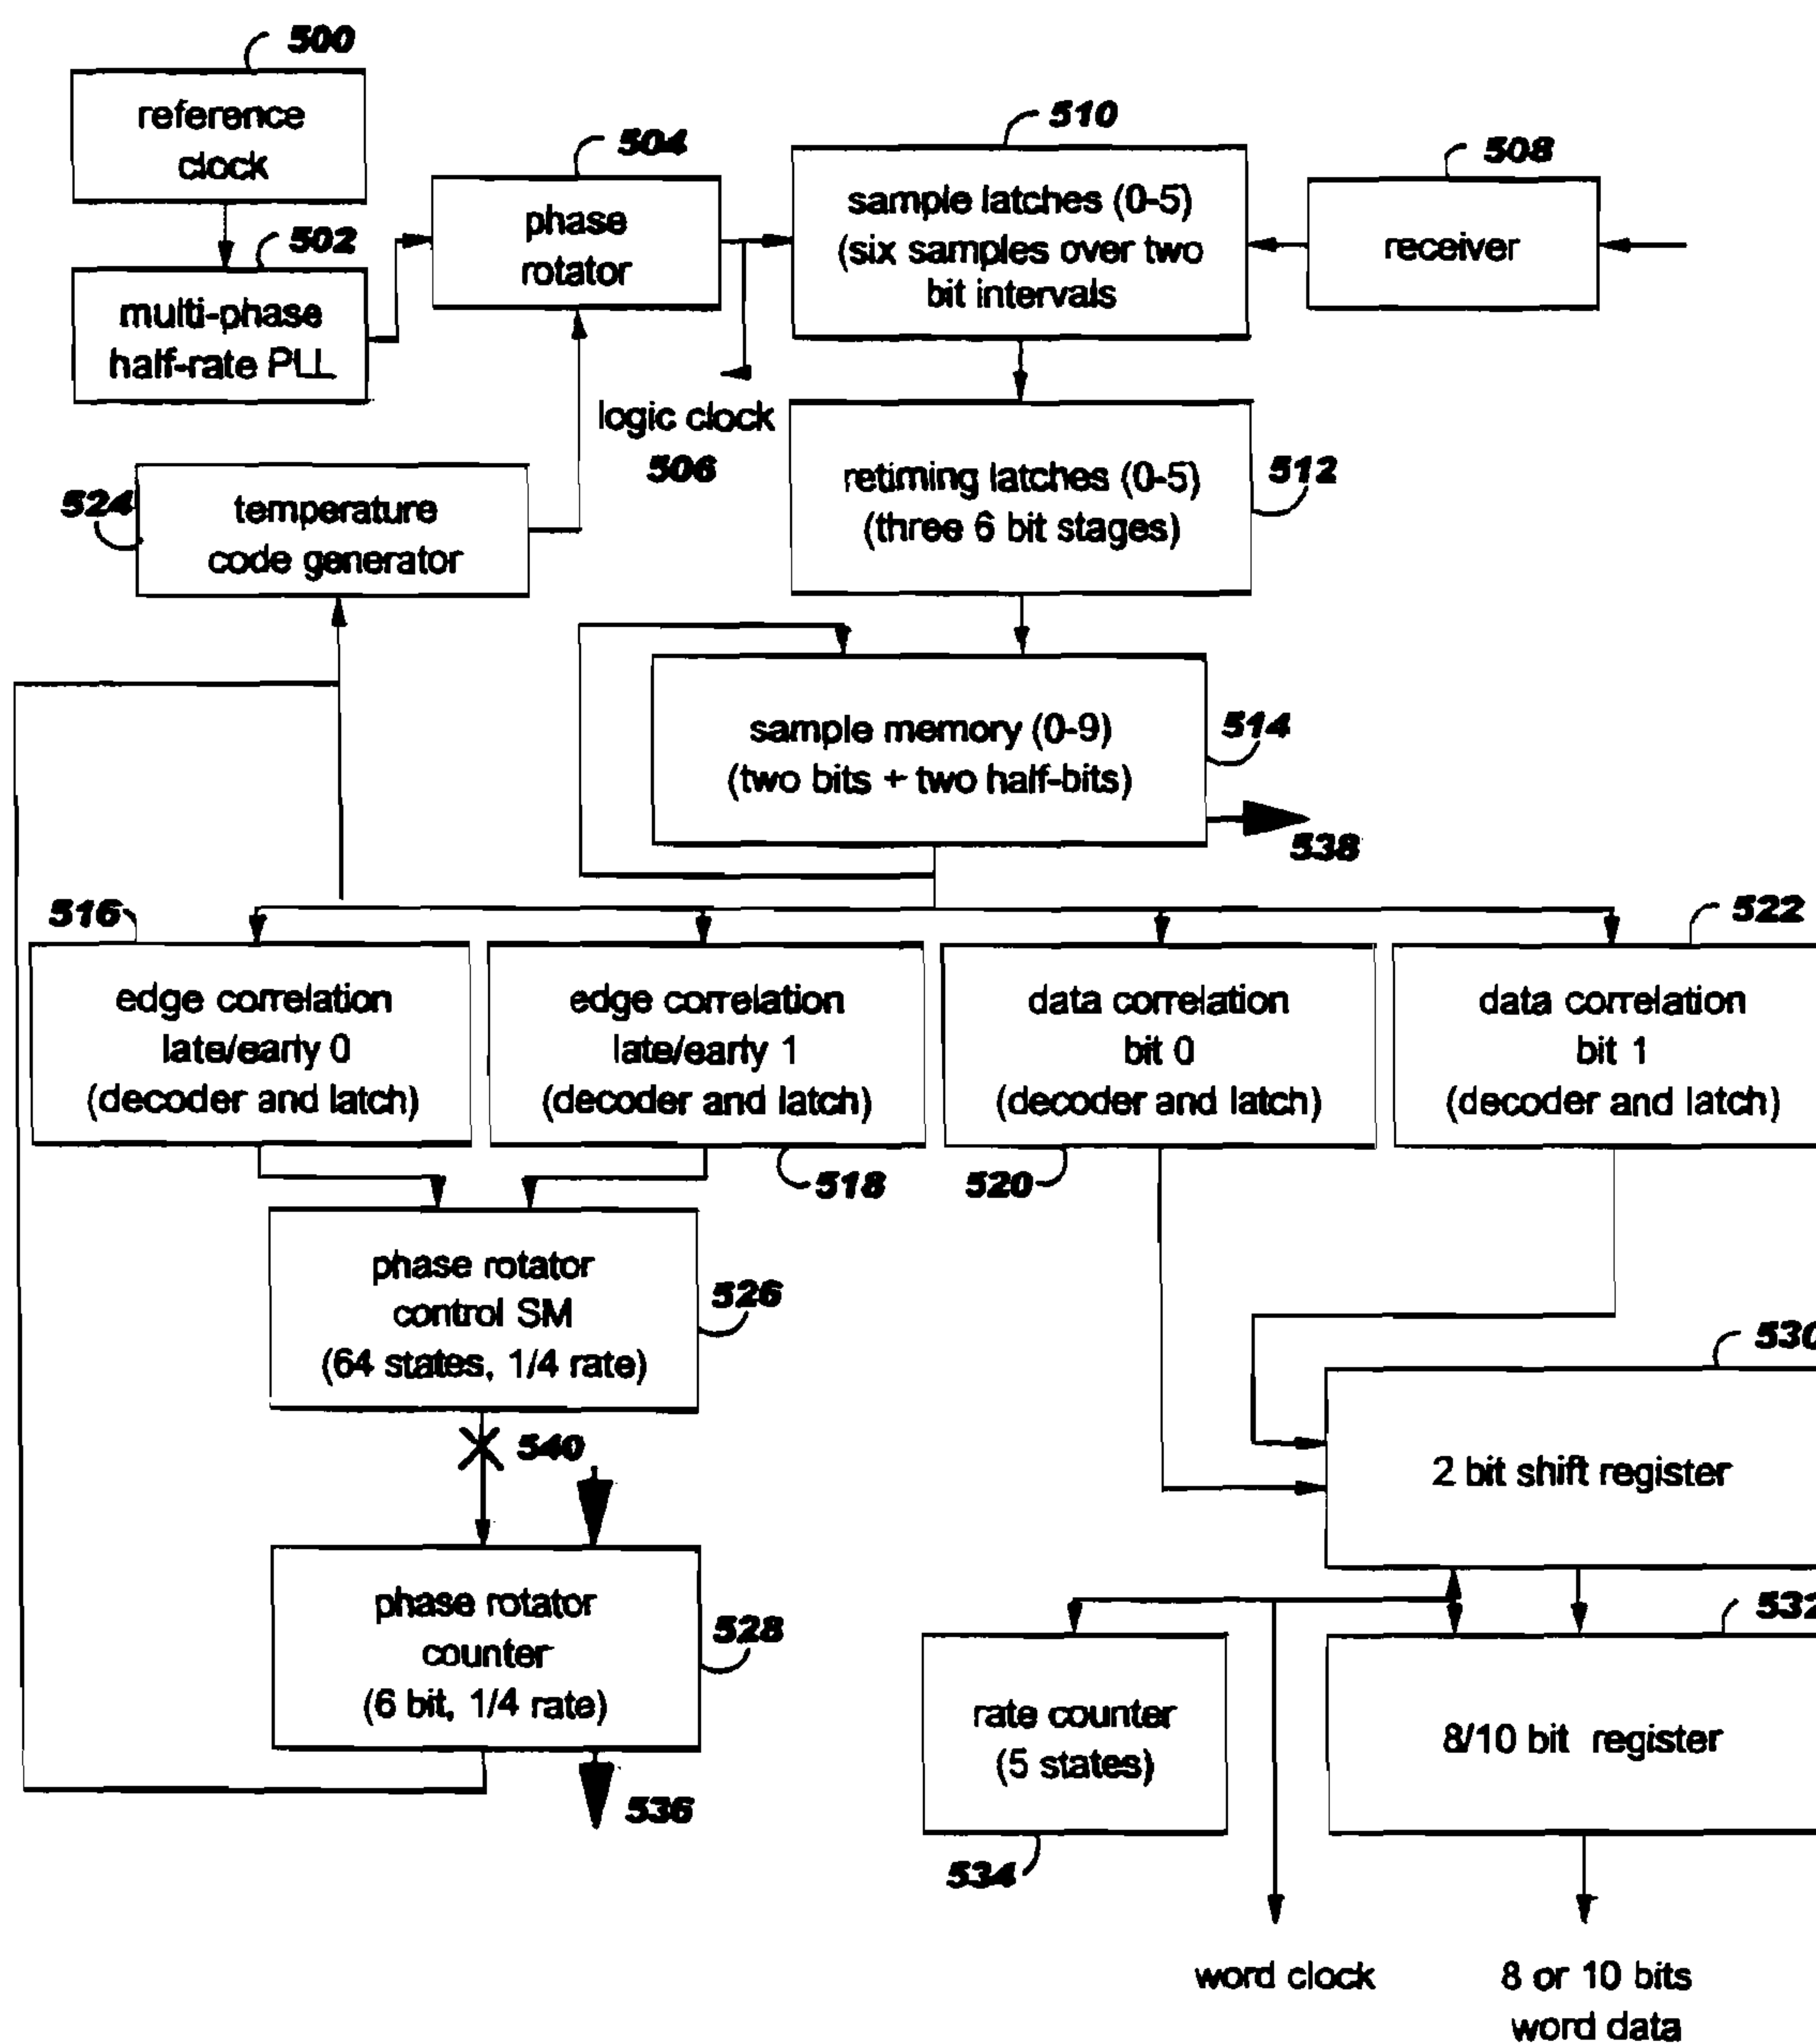 500
reference
clock
502
multi-phase
half-rate PLL
504
phase
rotator
510
sample latches (0-5)
(six samples over two
bit intervals
508
receiver
logic clock
506
retiming latches (0-5)
(three 6 bit stages)
512
524
temperature
code generator
sample memory (0-9)
(two bits + two half-bits)
514
538
516
edge correlation
late/early 0
(decoder and latch)
edge correlation
late/early 1
(decoder and latch)
518
data correlation
bit 0
(decoder and latch)
520
522
data correlation
bit 1
(decoder and latch)
phase rotator
control SM
(64 states, 1/4 rate)
526
540
530
2 bit shift register
phase rotator
counter
(6 bit, 1/4 rate)
528
536
rate counter
(5 states)
534
532
8/10 bit register
word clock
8 or 10 bits
word data